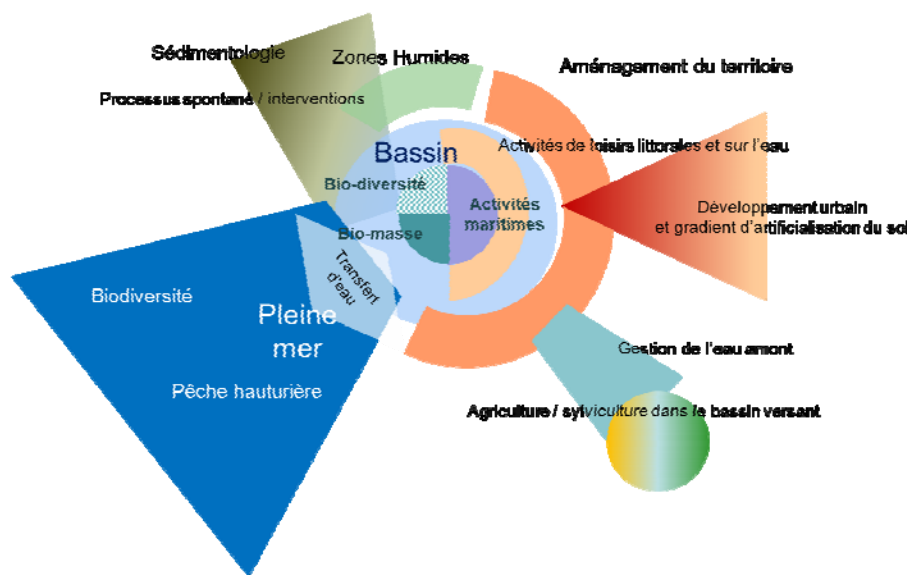 Sédimentologie
Zones Humides
Aménagement du territoire
Processus spontané / interventions
Activités de loisirs littorales et sur l'eau
Bassin
Bio-diversité
Activités
maritimes
Développement urbain
et gradient d'artificialisation du sol
Bio-masse
Transfert
d'eau
Biodiversité
Pleine
mer
Gestion de l'eau amont
Pêche hauturière
Agriculture / sylviculture dans le bassin versant